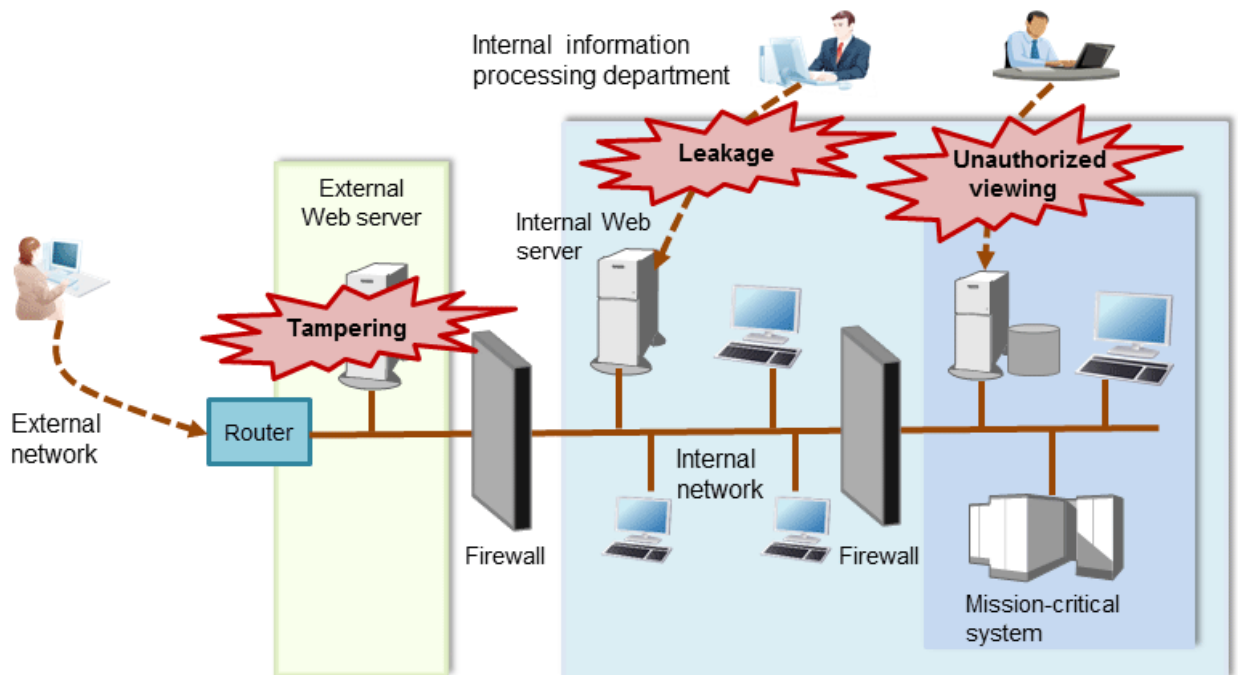 Internal information
processing department
Leakage
Unauthorized
viewing
External
Web server
Internal Web
server
Tampering
External
network
Router
Internal
network
Firewall
Firewall
Mission-critical
system